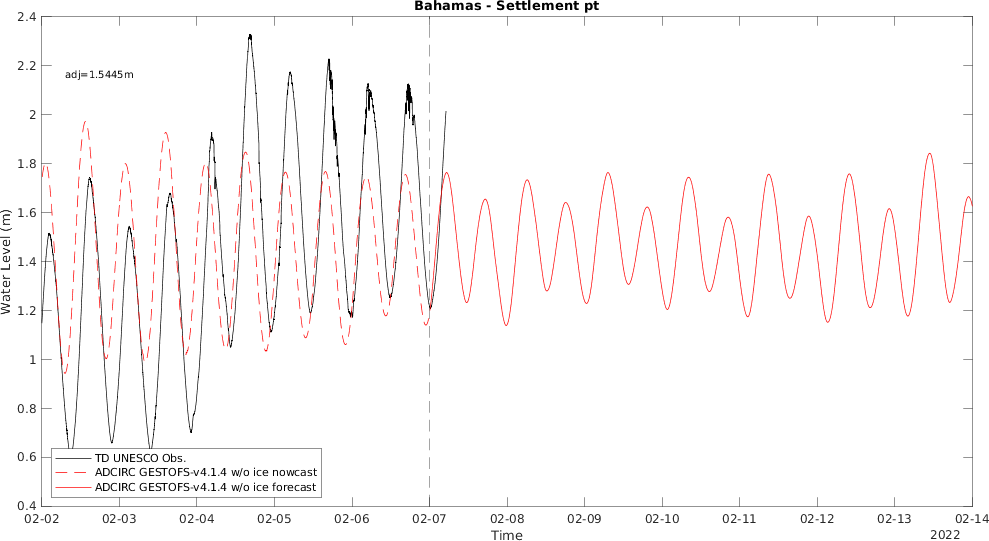 Bahamas - Settlement pt
2.4
2.2
2
1.8
1.6
1.4
1.2
1
0.8
0.6
0.4
Water Level (m)
adj=1.5445m
TD UNESCO Obs.
ADCIRC GESTOFS-v4.1.4 w/o ice nowcast
ADCIRC GESTOFS-v4.1.4 w/o ice forecast
02-02 02-03 02-04 02-05 02-06 02-07 02-08 02-09 02-10 02-11 02-12 02-13 02-14
Time
2022